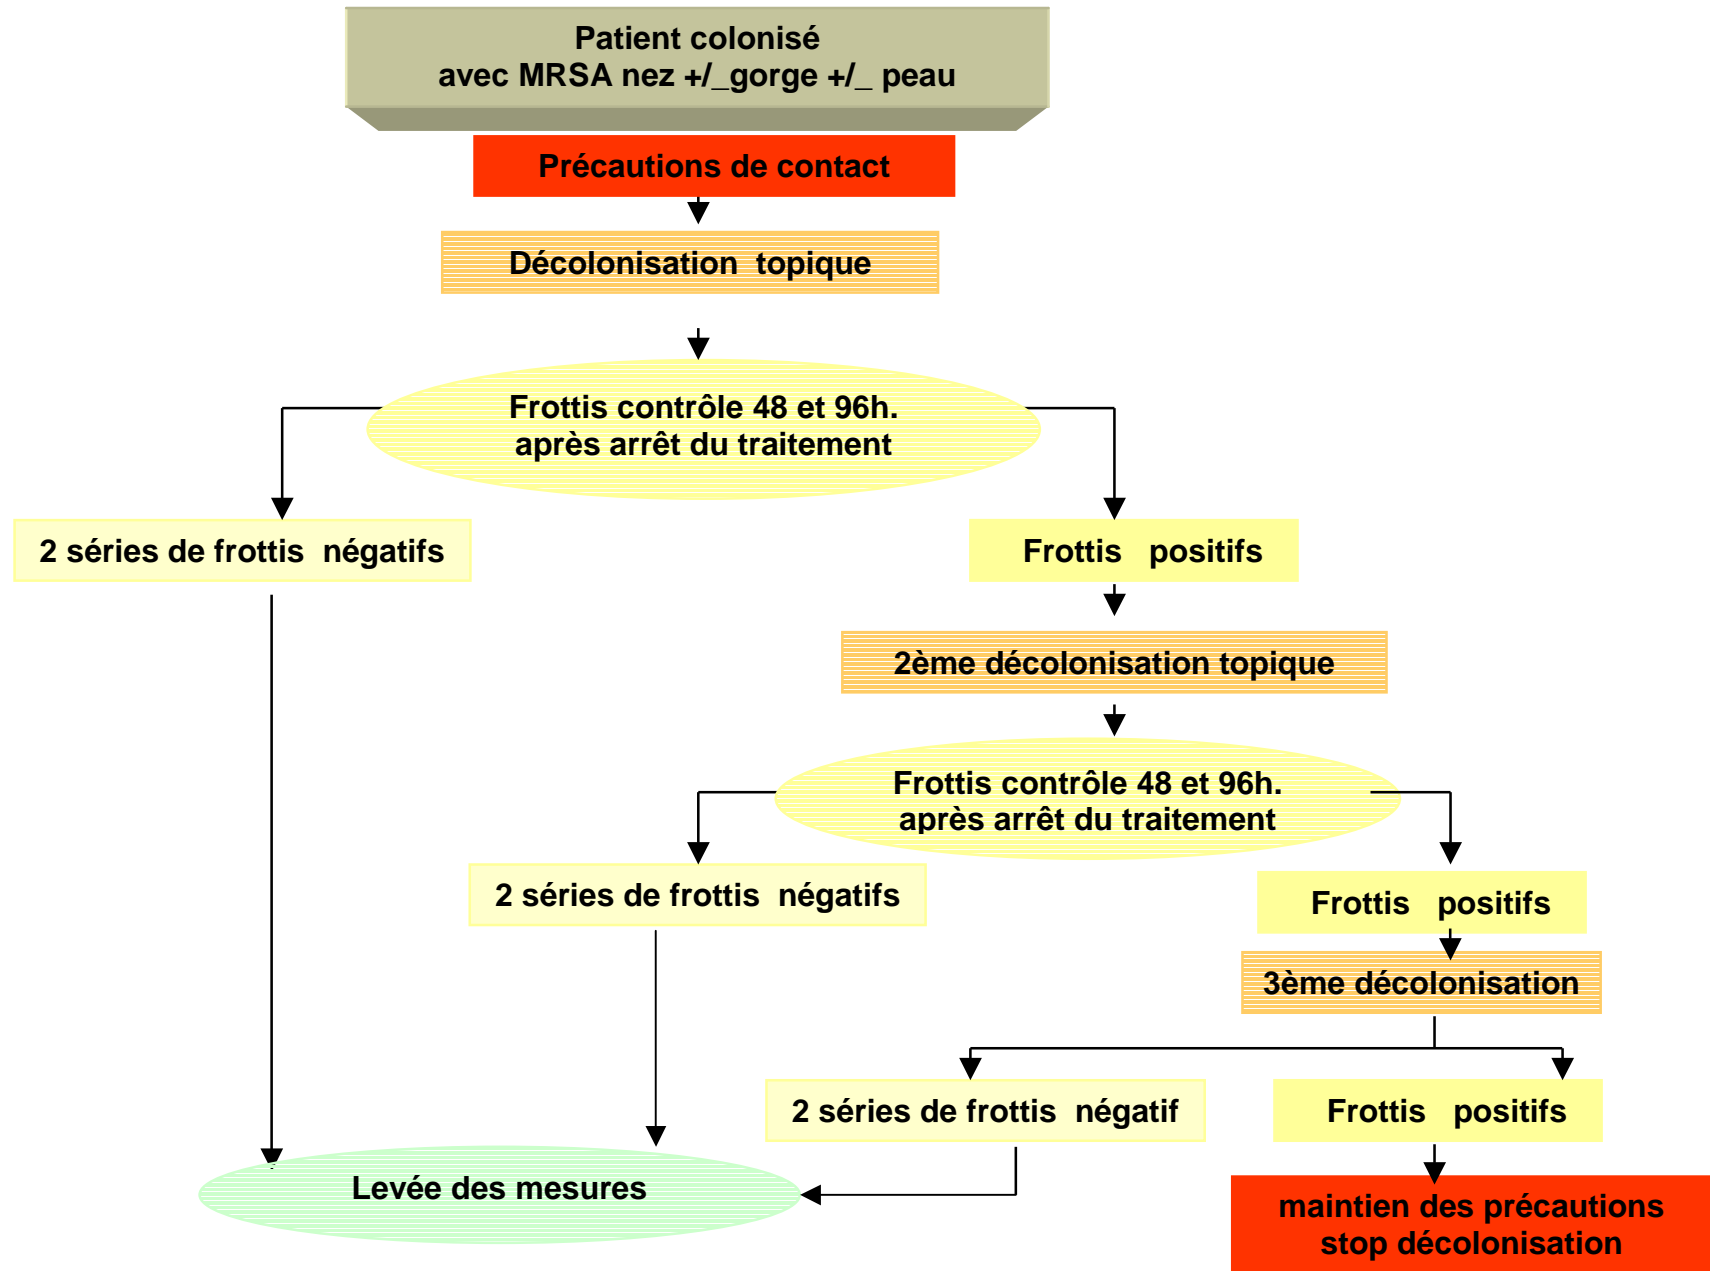 Patient colonisé
avec MRSA nez +/_gorge +/_ peau
Précautions de contact
Décolonisation topique
Frottis contrôle 48 et 96h.
après arrêt du traitement
2 séries de frottis négatifs
Frottis positifs
2ème décolonisation topique
Frottis contrôle 48 et 96h.
après arrêt du traitement
2 séries de frottis négatifs
Frottis positifs
3ème décolonisation
2 séries de frottis négatif
Frottis positifs
Levée des mesures
maintien des précautions
stop décolonisation